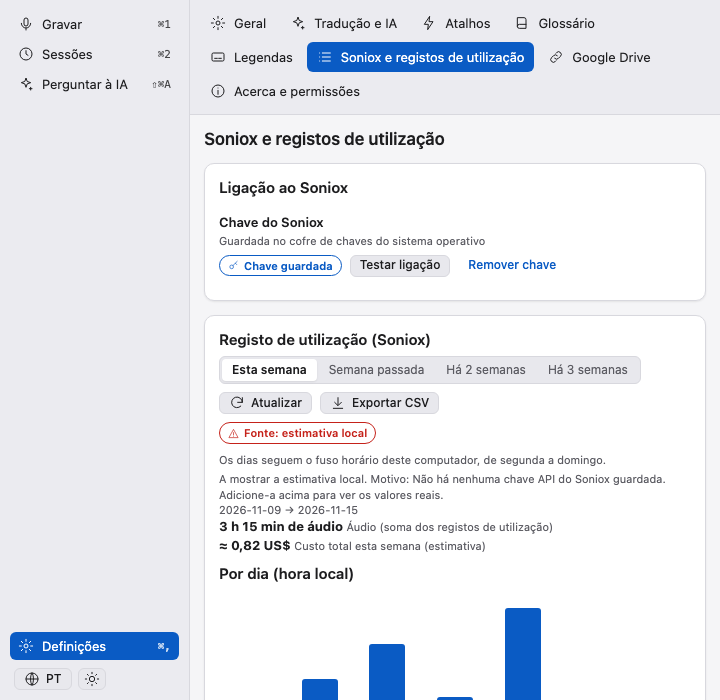 Gravar ⌘1
Sessões ⌘2
Perguntar à IA ⇧⌘A
Geral
Tradução e IA
Atalhos
Glossário
Legendas
Soniox e registos de utilização
Google Drive
Acerca e permissões
Soniox e registos de utilização
Ligação ao Soniox
Chave do Soniox
Guardada no cofre de chaves do sistema operativo
Chave guardada
Testar ligação
Remover chave
Registo de utilização (Soniox)
Esta semana
Semana passada
Há 2 semanas
Há 3 semanas
Atualizar
Exportar CSV
Fonte: estimativa local
Os dias seguem o fuso horário deste computador, de segunda a domingo.
A mostrar a estimativa local. Motivo: Não há nenhuma chave API do Soniox guardada.
Adicione-a acima para ver os valores reais.
2026-11-09 → 2026-11-15
3 h 15 min de áudio Áudio (soma dos registos de utilização)
≈ 0,82 US$ Custo total esta semana (estimativa)
Por dia (hora local)
Definições ⌘,
PT